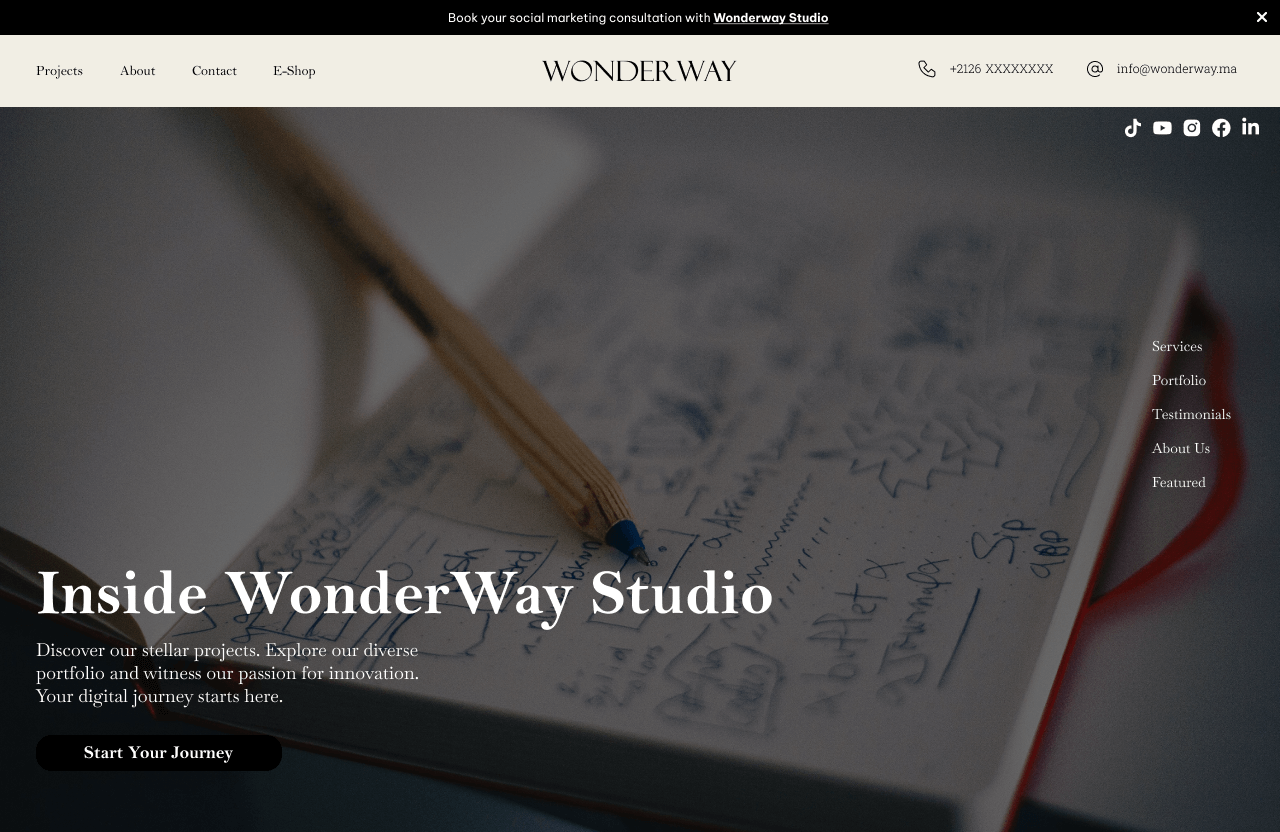 Book your social marketing consultation with Wonderway Studio
Projects About Contact E-Shop
WONDERWAY
+2126 XXXXXXXX info@wonderway.ma
Services
Portfolio
Testimonials
About Us
Featured
Sip
app
Inside WonderWay Studio
Discover our stellar projects. Explore our diverse
portfolio and witness our passion for innovation.
Your digital journey starts here.
Start Your Journey